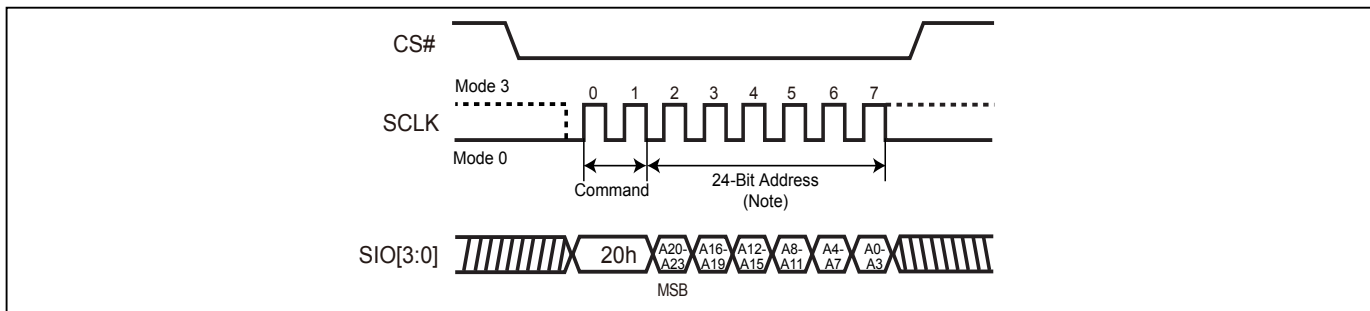 CS#
Mode 3
0 1 2 3 4 5 6 7
SCLK
Mode 0
Command
24-Bit Address
(Note)
SIO[3:0]
20h
A20-
A23
A16-
A19
A12-
A15
A8-
A11
A4-
A7
A0-
A3
MSB